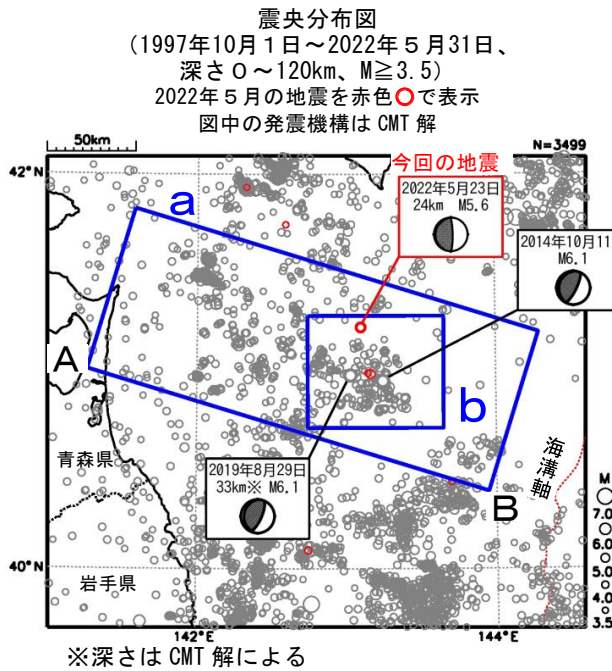 震央分布図
(1997年10月1日～2022年5月31日、
深さ0～120km、M≧3.5)
2022年5月の地震を赤色○で表示
図中の発震機構はCMT解
50km
N=3499
42°N
今回の地震
2022年5月23日
24km M5.6
2014年10月11
M6.1
a
A
b
B
海溝軸
青森県
2019年8月29日
33km※ M6.1
40°N
岩手県
M
7.0
6.0
5.0
4.0
3.5
142°E
144°E
※深さはCMT解による